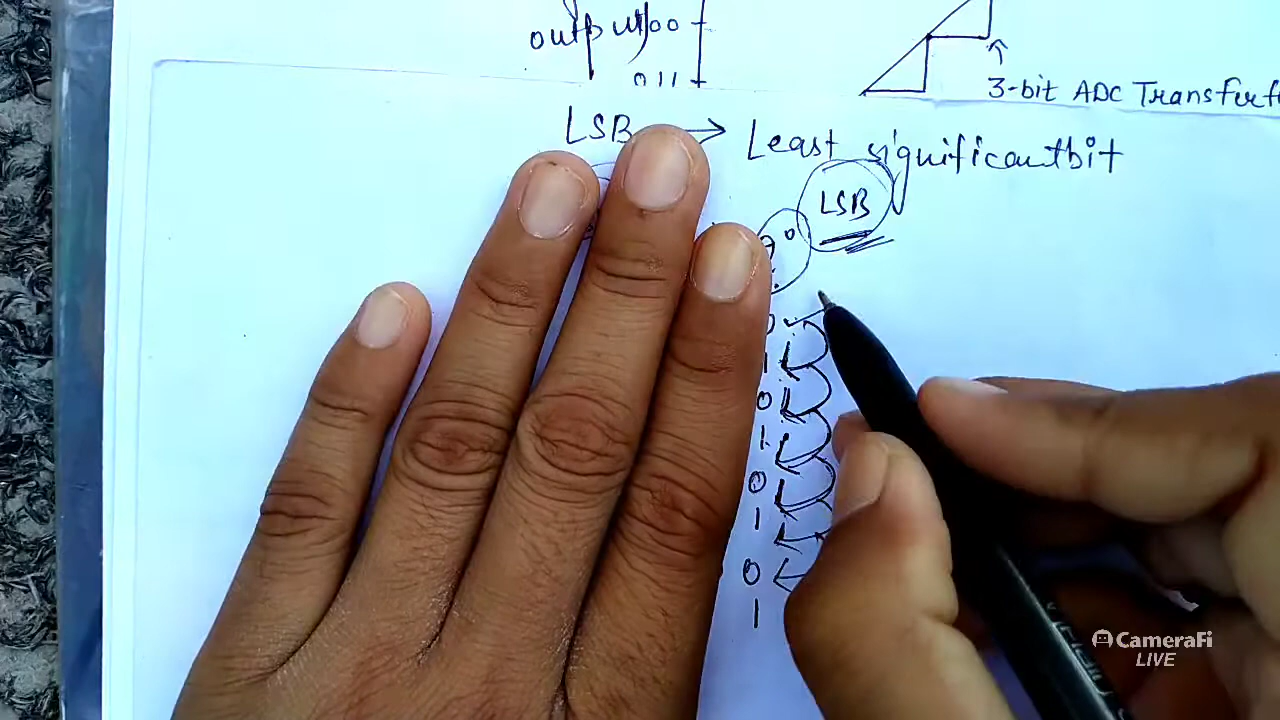 output 100
011
3-bit ADC Transfer
LSB → Least significantbit
LSB
0
0
1
0
1
0
1
0
1
CameraFi
LIVE